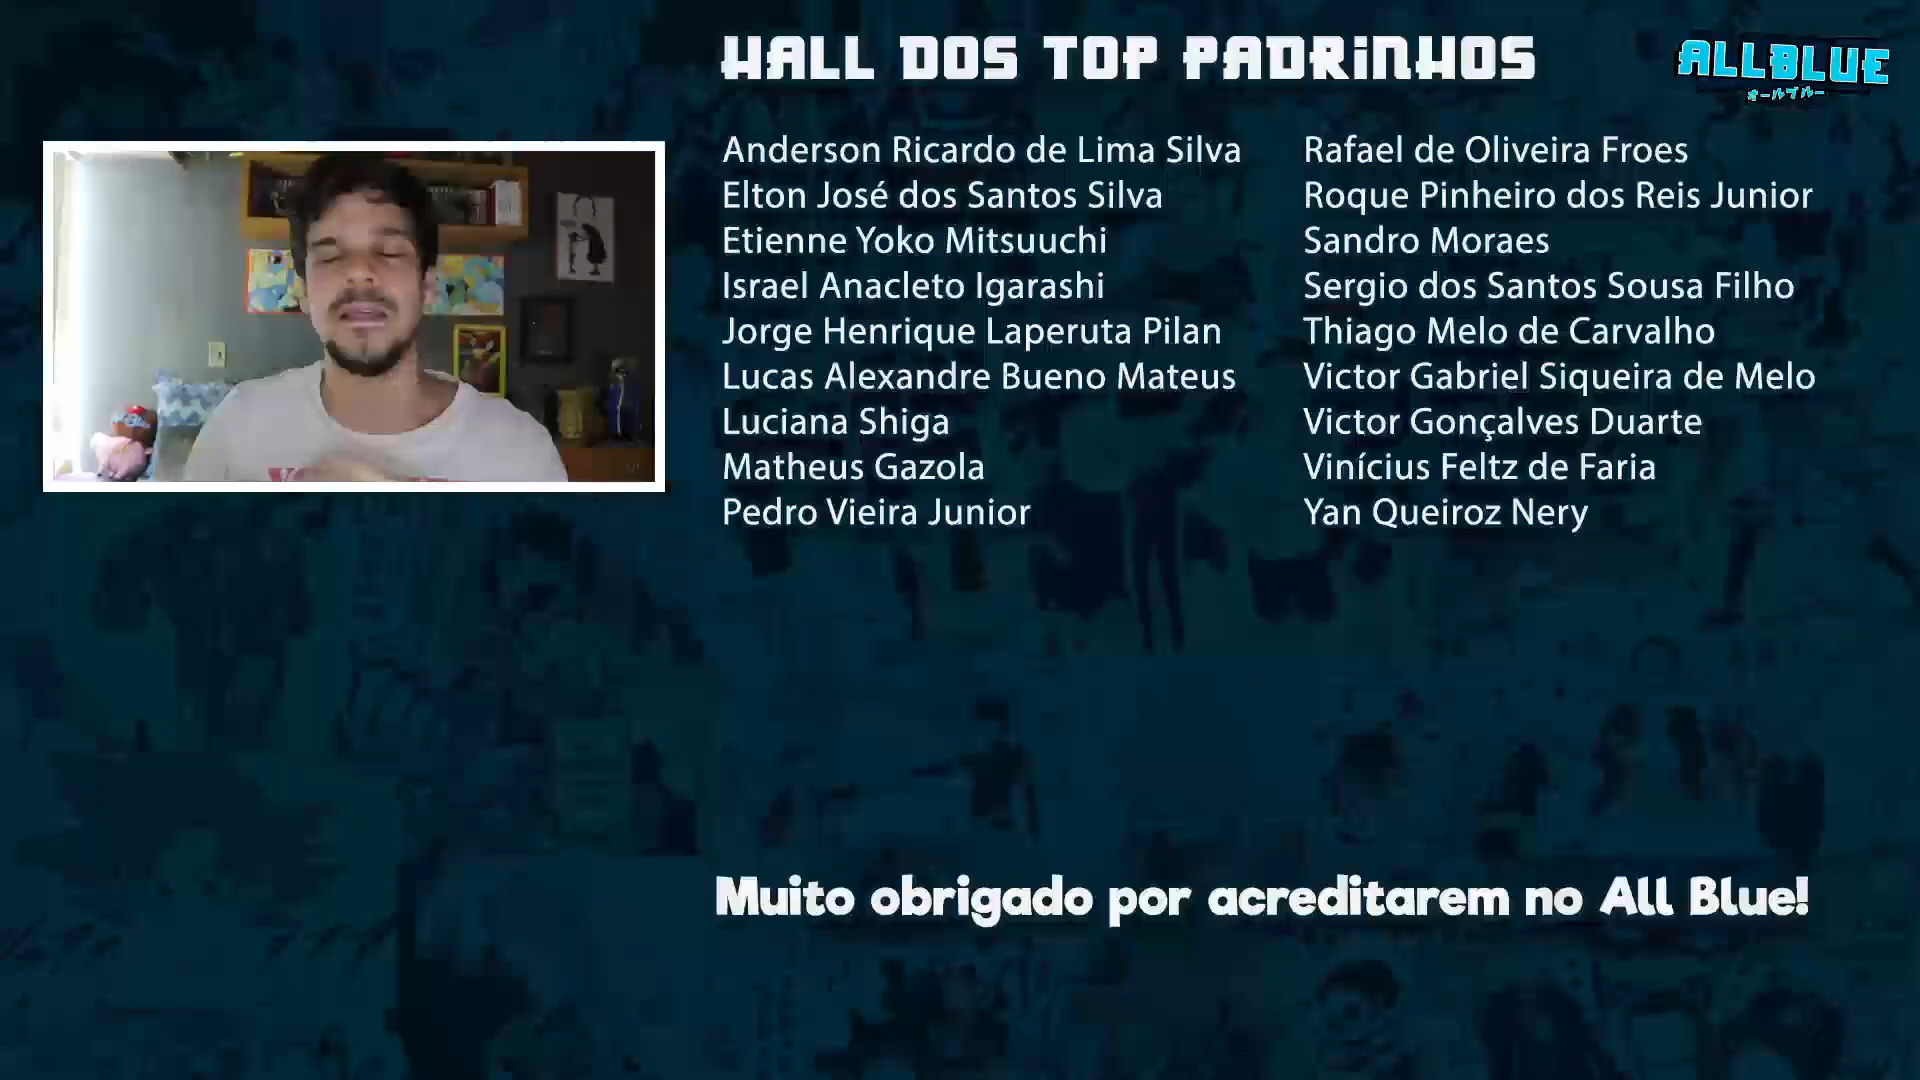 HALL DOS TOP PADRiNHOS
ALLBLUE
オールブルー
Anderson Ricardo de Lima Silva
Elton José dos Santos Silva
Etienne Yoko Mitsuuchi
Israel Anacleto Igarashi
Jorge Henrique Laperuta Pilan
Lucas Alexandre Bueno Mateus
Luciana Shiga
Matheus Gazola
Pedro Vieira Junior
Rafael de Oliveira Froes
Roque Pinheiro dos Reis Junior
Sandro Moraes
Sergio dos Santos Sousa Filho
Thiago Melo de Carvalho
Victor Gabriel Siqueira de Melo
Victor Gonçalves Duarte
Vinícius Feltz de Faria
Yan Queiroz Nery
Muito obrigado por acreditarem no All Blue!